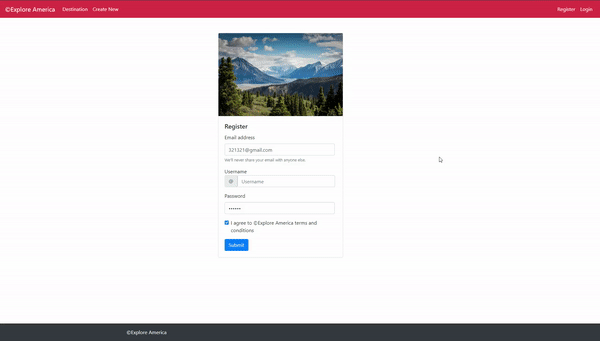 ©Explore America Destination Create New Register Login
Register
Email address
321321@gmail.com
We'll never share your email with anyone else.
Username
@ Username
Password
••••••
I agree to ©Explore America terms and
conditions
Submit
©Explore America